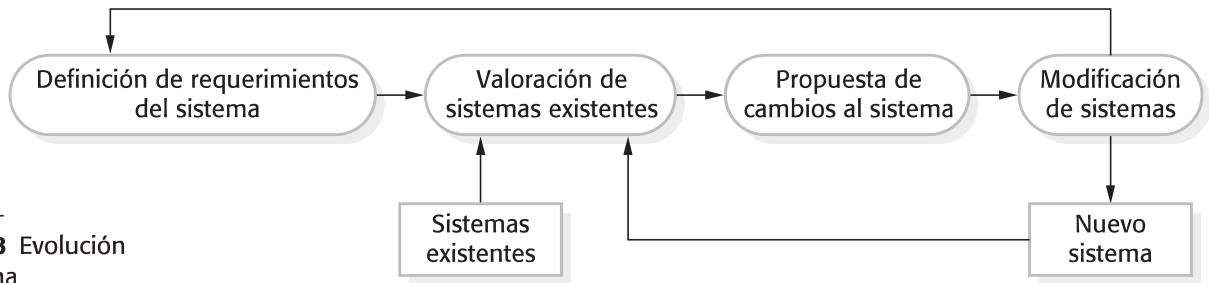 Definición de requerimientos
del sistema
Valoración de
sistemas existentes
Propuesta de
cambios al sistema
Modificación
de sistemas
Sistemas
existentes
Nuevo
sistema
Evolución